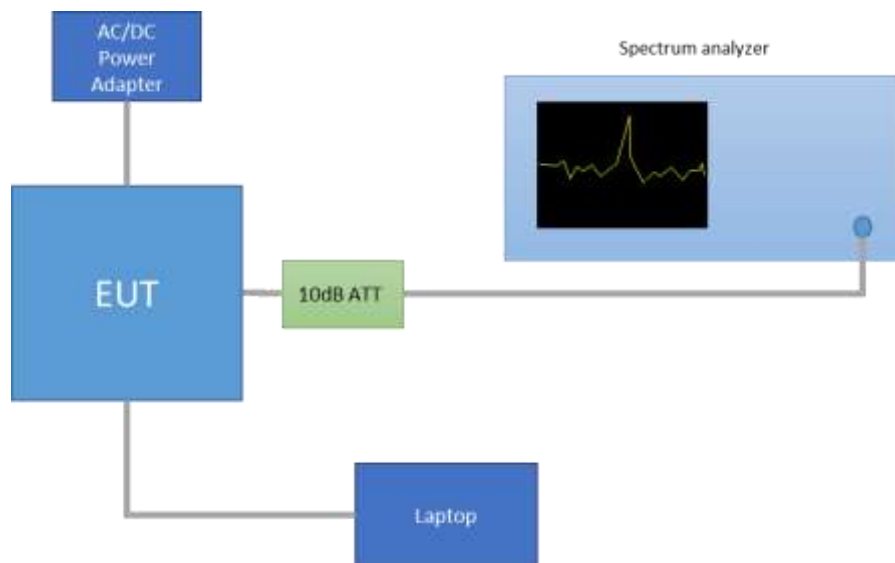 AC/DC
Power
Adapter
Spectrum analyzer
EUT
10dB ATT
Laptop